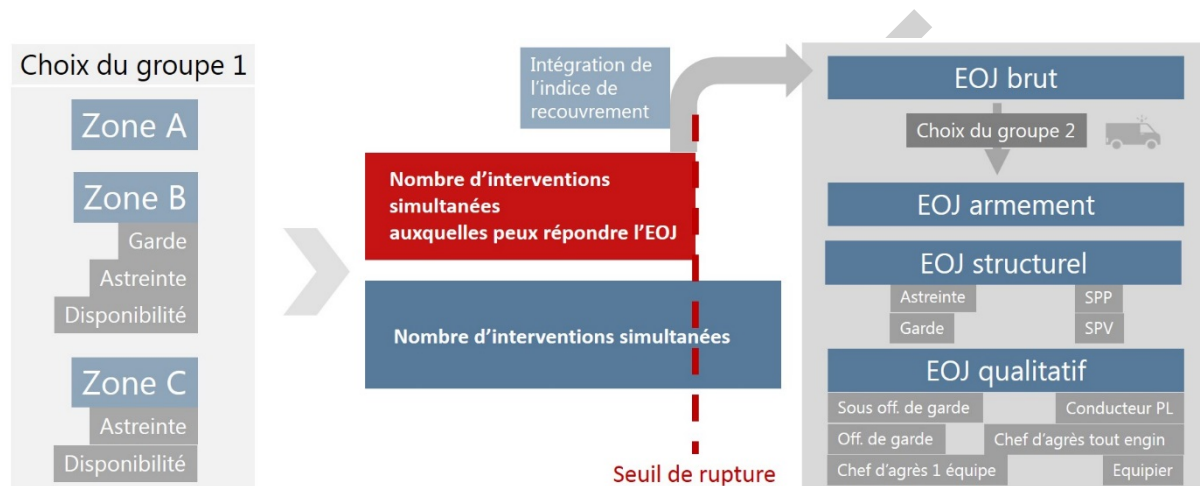 Choix du groupe 1
Zone A
Zone B
Garde
Astreinte
Disponibilité
Zone C
Astreinte
Disponibilité
Intégration de
l'indice de
recouvrement
Nombre d'interventions
simultanées
auxquelles peux répondre l'EOJ
Nombre d'interventions simultanées
Seuil de rupture
EOJ brut
Choix du groupe 2
EOJ armement
EOJ structurel
Astreinte
SPP
Garde
SPV
EOJ qualitatif
Sous off. de garde
Conducteur PL
Off. de garde
Chef d'agrès tout engin
Chef d'agrès 1 équipe
Equipier